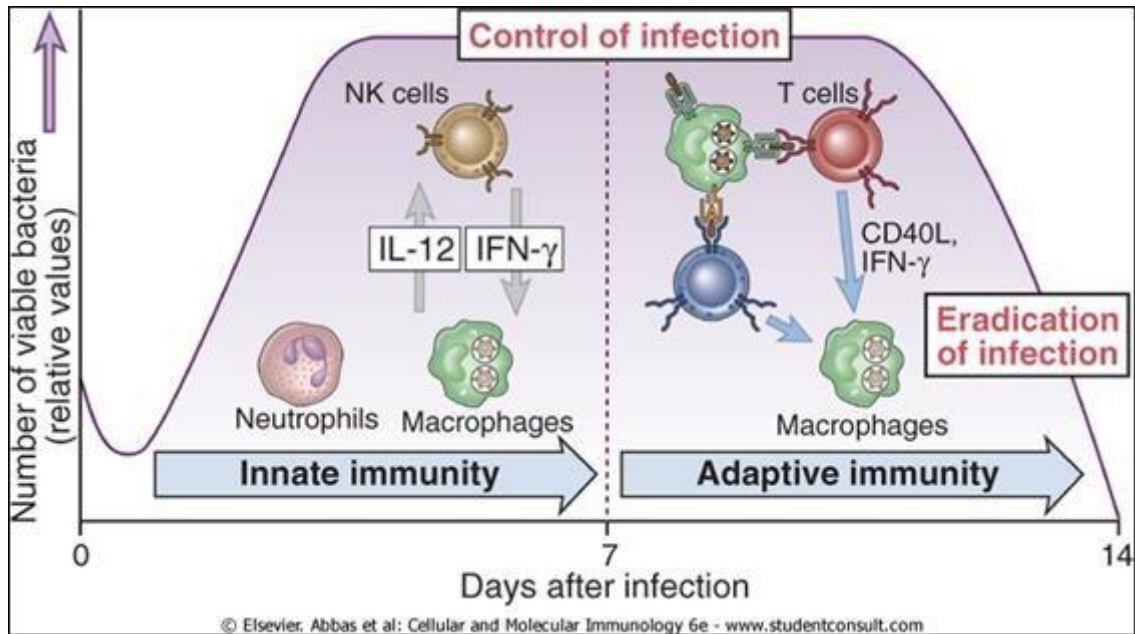 Number of viable bacteria
(relative values)
Control of infection
NK cells
T cells
IL-12
IFN-γ
CD40L,
IFN-γ
Eradication
of infection
Neutrophils
Macrophages
Macrophages
Innate immunity
Adaptive immunity
0
7
14
Days after infection
© Elsevier. Abbas et al: Cellular and Molecular Immunology 6e - www.studentconsult.com